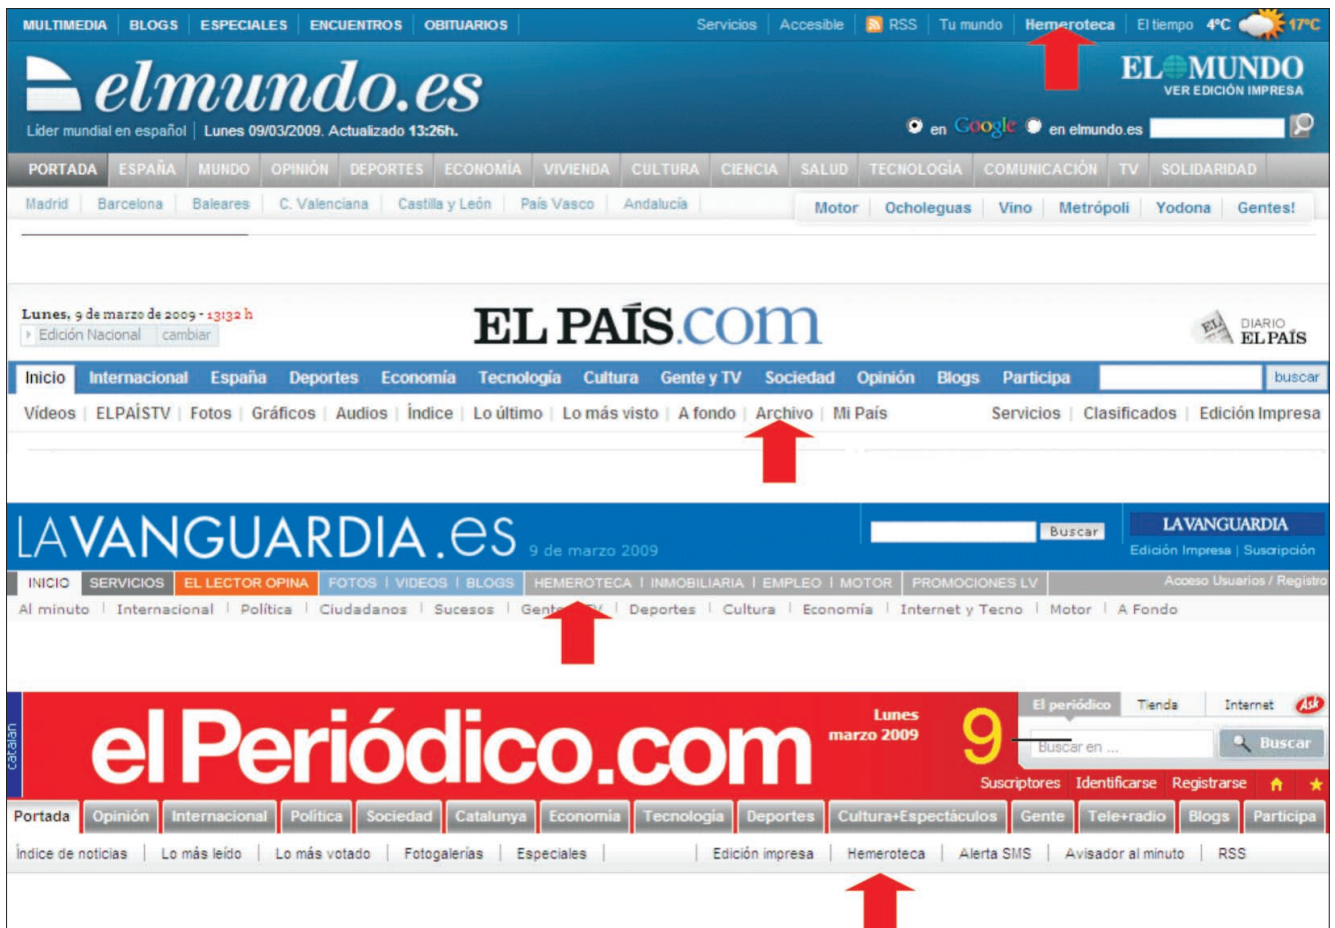 MULTIMEDIA | BLOGS | ESPECIALES | ENCUENTROS | OBITUARIOS | Servicios | Accesible | RSS | Tu mundo | Hemeroteca | El tiempo 4ºC 17ºC
elmundo.es
EL MUNDO
VER EDICIÓN IMPRESA
Líder mundial en español | Lunes 09/03/2009. Actualizado 13:26h.
en Google en elmundo.es
PORTADA ESPAÑA MUNDO OPINIÓN DEPORTES ECONOMÍA VIVIENDA CULTURA CIENCIA SALUD TECNOLOGÍA COMUNICACIÓN TV SOLIDARIDAD
Madrid | Barcelona | Baleares | C. Valenciana | Castilla y León | País Vasco | Andalucía | Motor | Ocholeguas | Vino | Metrópoli | Yodona | Gentes!
Lunes, 9 de marzo de 2009 - 13:32 h
Edición Nacional cambiar
EL PAÍS.com
DIARIO
EL PAÍS
Inicio Internacional España Deportes Economía Tecnología Cultura Gente y TV Sociedad Opinión Blogs Participa buscar
Vídeos | ELPAÍSTV | Fotos | Gráficos | Audios | Índice | Lo último | Lo más visto | A fondo | Archivo | Mi País Servicios | Clasificados | Edición Impresa
LAVANGUARDIA.es 9 de marzo 2009
Buscar
LA VANGUARDIA
Edición Impresa | Suscripción
INICIO SERVICIOS EL LECTOR OPINA FOTOS | VIDEOS | BLOGS HEMEROTECA | INMOBILIARIA | EMPLEO | MOTOR | PROMOCIONES LV Acceso Usuarios / Registro
Al minuto | Internacional | Política | Ciudadanos | Sucesos | Gente TV | Deportes | Cultura | Economía | Internet y Tecno | Motor | A Fondo
català
elPeriódico.com
Lunes
marzo 2009
9
El periódico Tienda Internet Ask
Buscar en ... Buscar
Suscriptores Identificarse Registrarse
Portada Opinión Internacional Política Sociedad Catalunya Economía Tecnología Deportes Cultura+Espectáculos Gente Tele+radio Blogs Participa
Índice de noticias | Lo más leído | Lo más votado | Fotogalerías | Especiales | | Edición impresa | Hemeroteca | Alerta SMS | Avisador al minuto | RSS